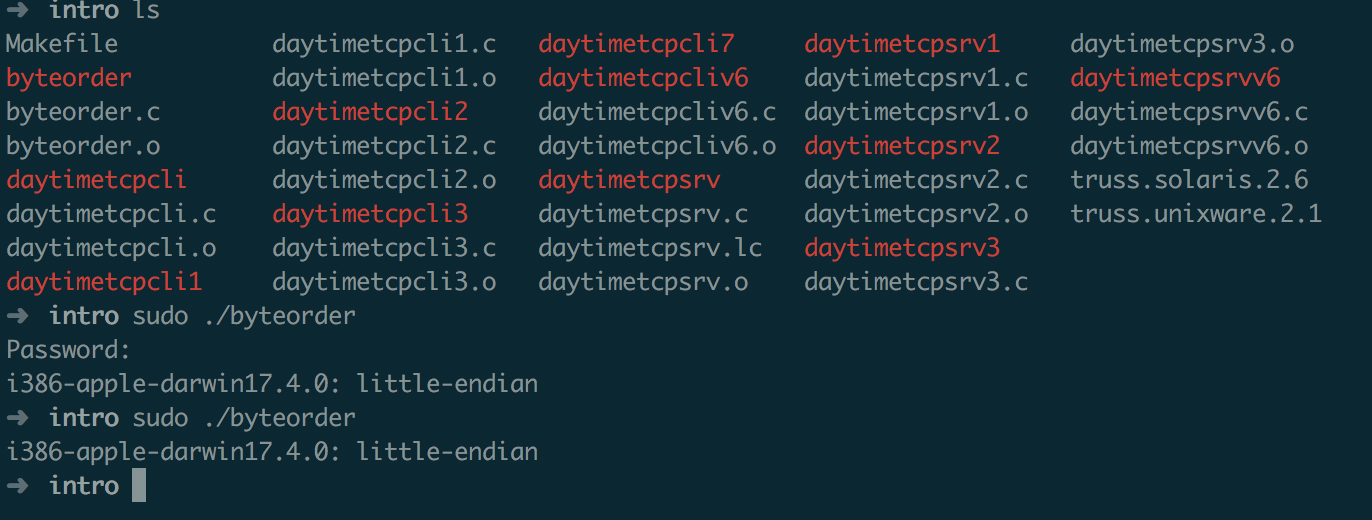 ➜ intro ls
Makefile daytimetcpcli1.c daytimetcpcli7 daytimetcpsrv1 daytimetcpsrv3.o
byteorder daytimetcpcli1.o daytimetcpcliv6 daytimetcpsrv1.c daytimetcpsrvv6
byteorder.c daytimetcpcli2 daytimetcpcliv6.c daytimetcpsrv1.o daytimetcpsrvv6.c
byteorder.o daytimetcpcli2.c daytimetcpcliv6.o daytimetcpsrv2 daytimetcpsrvv6.o
daytimetcpcli daytimetcpcli2.o daytimetcpsrv daytimetcpsrv2.c truss.solaris.2.6
daytimetcpcli.c daytimetcpcli3 daytimetcpsrv.c daytimetcpsrv2.o truss.unixware.2.1
daytimetcpcli.o daytimetcpcli3.c daytimetcpsrv.lc daytimetcpsrv3
daytimetcpcli1 daytimetcpcli3.o daytimetcpsrv.o daytimetcpsrv3.c
➜ intro sudo ./byteorder
Password:
i386-apple-darwin17.4.0: little-endian
➜ intro sudo ./byteorder
i386-apple-darwin17.4.0: little-endian
➜ intro